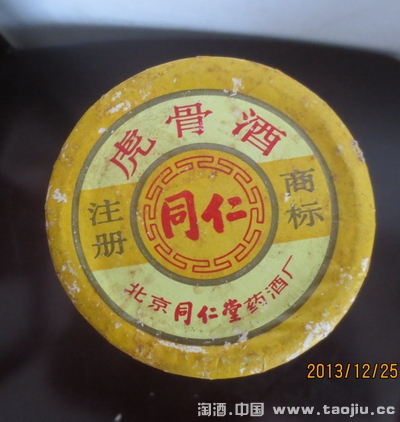 虎骨酒
注册
商标
同仁
北京同仁堂药酒厂
2013/12/25
淘酒.中国 www.taojiu.cc